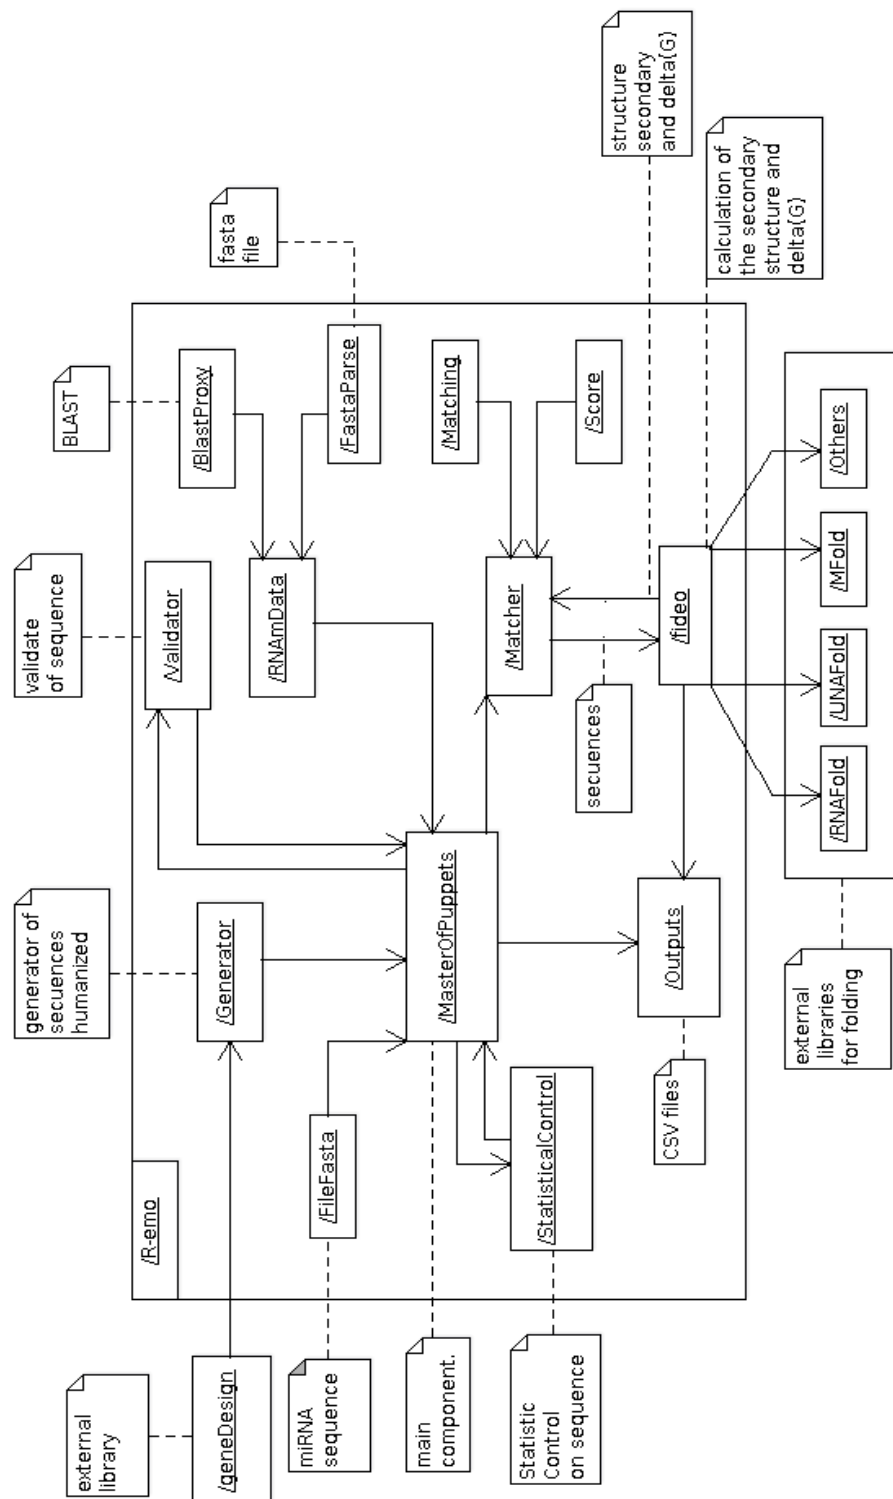 external
library
/geneDesign
generator of
secuences
humanized
/Generator
validate
of sequence
/Validator
BLAST
/BlastProxy
fasta
file
/FastaParse
/R-emo
/RNAmData
miRNA
sequence
/FileFasta
main
component.
/MasterOfPuppets
/Matching
/Matcher
/Score
structure
secondary
and delta(G)
Statistic
Control
on sequence
/StatisticalControl
secuences
/fideo
calculation of
the secondary
structure and
delta(G)
CSV files
/Outputs
external
libraries
for folding
/RNAFold
/UNAFold
/MFold
/Others